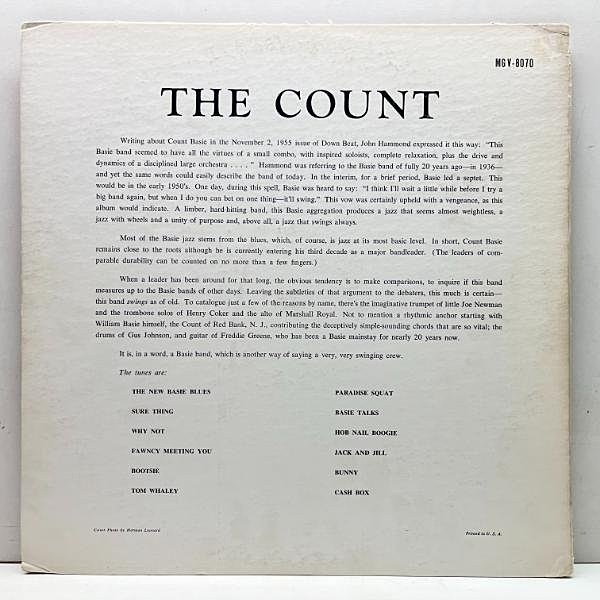 MGV-8070
THE COUNT
Writing about Count Basie in the November 2, 1955 issue of Down Beat, John Hammond expressed it this way: "This
Basie band seemed to have all the virtues of a small combo, with inspired soloists, complete relaxation, plus the drive and
dynamics of a disciplined large orchestra . . . ." Hammond was referring to the Basie band of fully 20 years ago—in 1936—
and yet the same words could easily describe the band of today. In the interim, for a brief period, Basie led a septet. This
would be in the early 1950's. One day, during this spell, Basie was heard to say: "I think I'll wait a little while before I try a
big band again, but when I do you can bet on one thing—it'll swing." This vow was certainly upheld with a vengeance, as this
album would indicate. A limber, hard-hitting band, this Basie aggregation produces a jazz that seems almost weightless, a
jazz with wheels and a unity of purpose and, above all, a jazz that swings always.
Most of the Basie jazz stems from the blues, which, of course, is jazz at its most basic level. In short, Count Basie
remains close to the roots although he is currently entering his third decade as a major bandleader. (The leaders of com-
parable durability can be counted on no more than a few fingers.)
When a leader has been around for that long, the obvious tendency is to make comparisons, to inquire if this band
measures up to the Basie bands of other days. Leaving the subtleties of that argument to the debaters, this much is certain—
this band swings as of old. To catalogue just a few of the reasons by name, there's the imaginative trumpet of little Joe Newman
and the trombone solos of Henry Coker and the alto of Marshall Royal. Not to mention a rhythmic anchor starting with
William Basie himself, the Count of Red Bank, N. J., contributing the deceptively simple-sounding chords that are so vital; the
drums of Gus Johnson, and guitar of Freddie Greene, who has been a Basie mainstay for nearly 20 years now.
It is, in a word, a Basie band, which is another way of saying a very, very swinging crew.
The tunes are:
THE NEW BASIE BLUES
SURE THING
WHY NOT
FAWNCY MEETING YOU
BOOTSIE
TOM WHALEY
PARADISE SQUAT
BASIE TALKS
HOB NAIL BOOGIE
JACK AND JILL
BUNNY
CASH BOX
Cover Photo by Herman Leonard
Printed in U. S. A.